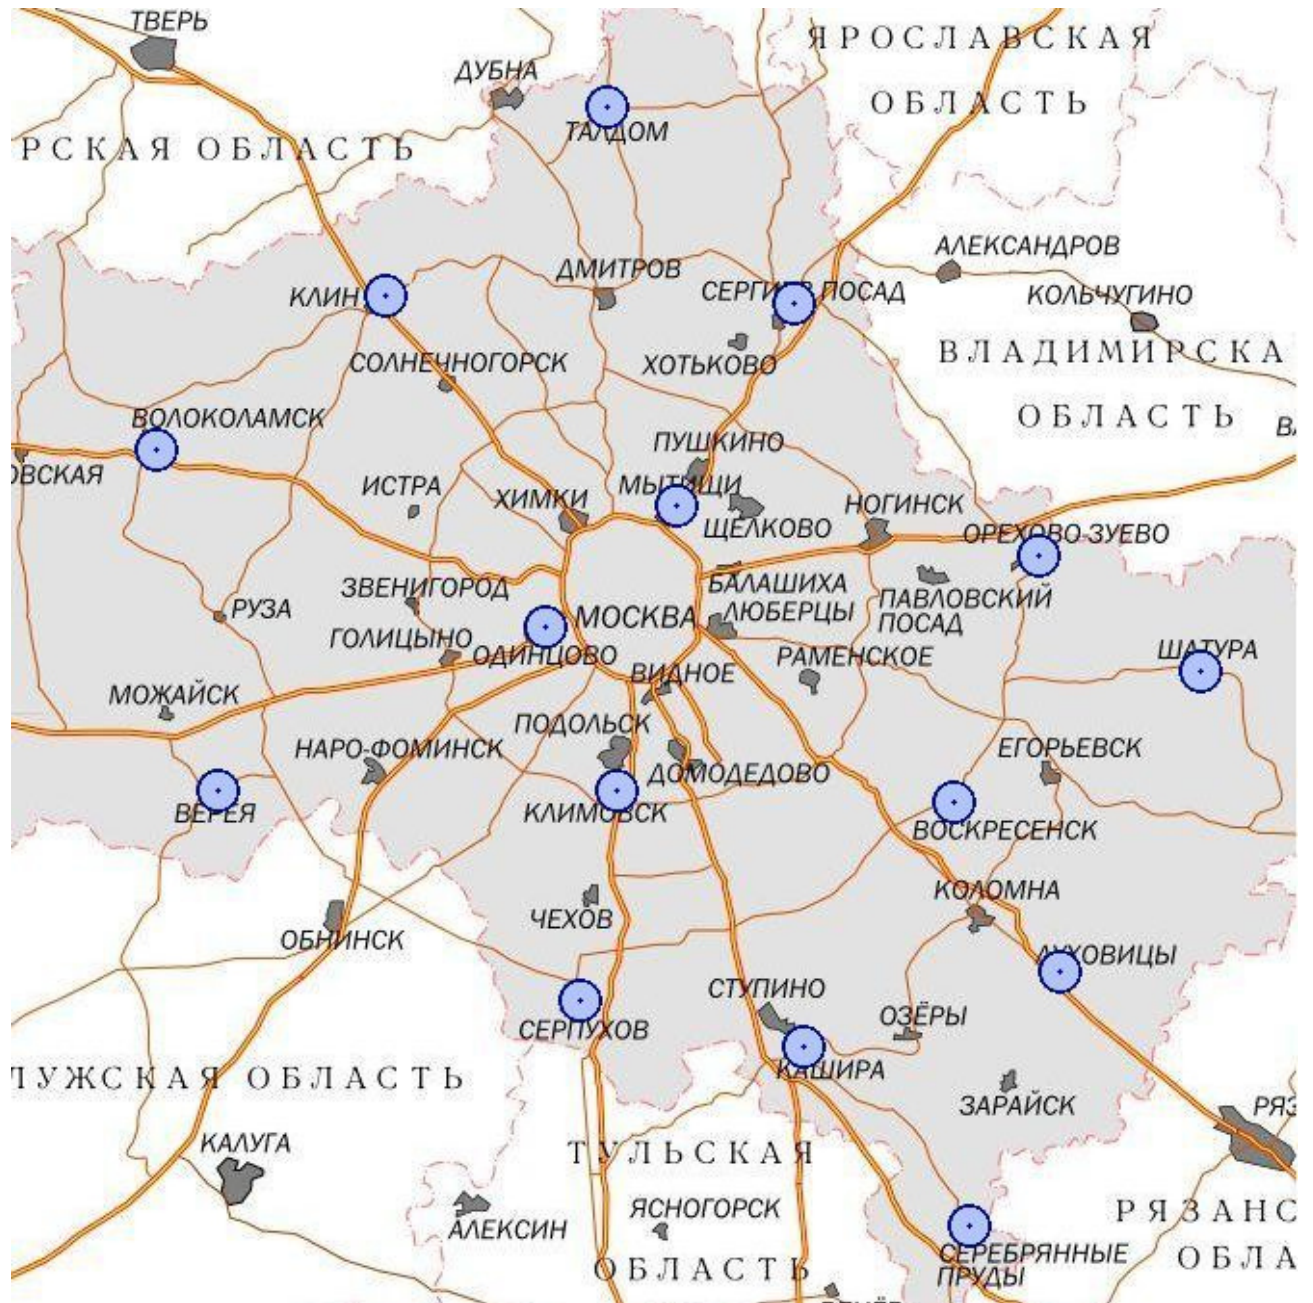 ТВЕРЬ
ЯРОСЛАВСКАЯ
ДУБНА
ОБЛАСТЬ
ТАЛДОМ
РСКАЯ ОБЛАСТЬ
АЛЕКСАНДРОВ
ДМИТРОВ
КЛИН
СЕРГИЕВ ПОСАД
КОЛЬЧУГИНО
СОЛНЕЧНОГОРСК
ХОТЬКОВО
ВЛАДИМИРСКА
ВОЛОКОЛАМСК
ОБЛАСТЬ
ПУШКИНО
ОВСКАЯ
ИСТРА
ХИМКИ
МЫТИЩИ
НОГИНСК
ЩЕЛКОВО
ОРЕХОВО-ЗУЕВО
ЗВЕНИГОРОД
БАЛАШИХА
ПАВЛОВСКИЙ
ПОСАД
РУЗА
МОСКВА
ЛЮБЕРЦЫ
ГОЛИЦЫНО
ОДИНЦОВО
РАМЕНСКОЕ
ШАТУРА
ВИДНОЕ
МОЖАЙСК
ПОДОЛЬСК
НАРО-ФОМИНСК
ЕГОРЬЕВСК
ДОМОДЕДОВО
ВЕРЕЯ
КЛИМОВСК
ВОСКРЕСЕНСК
КОЛОМНА
ЧЕХОВ
ОБНИНСК
ЛУХОВИЦЫ
СТУПИНО
ОЗЁРЫ
СЕРПУХОВ
КАШИРА
ЛУЖСКАЯ ОБЛАСТЬ
ЗАРАЙСК
РЯЗ
КАЛУГА
ТУЛЬСКАЯ
ЯСНОГОРСК
РЯЗАНС
АЛЕКСИН
СЕРЕБРЯННЫЕ
ПРУДЫ
ОБЛА
ОБЛАСТЬ